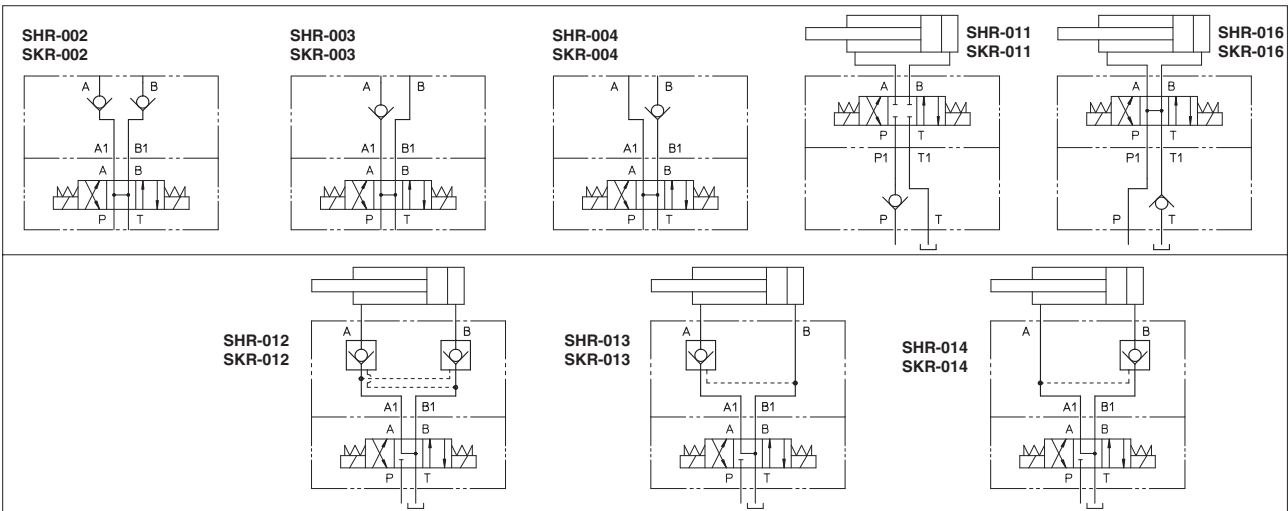 SHR-002
SKR-002
A B
A1 B1
A B
P T
SHR-003
SKR-003
A B
A1 B1
A B
P T
SHR-004
SKR-004
A B
A1 B1
A B
P T
SHR-011
SKR-011
A B
P T
P1 T1
P T
SHR-016
SKR-016
A B
P T
P1 T1
P T
SHR-012
SKR-012
A B
A1 B1
A B
P T
SHR-013
SKR-013
A B
A1 B1
A B
P T
SHR-014
SKR-014
A B
A1 B1
A B
P T